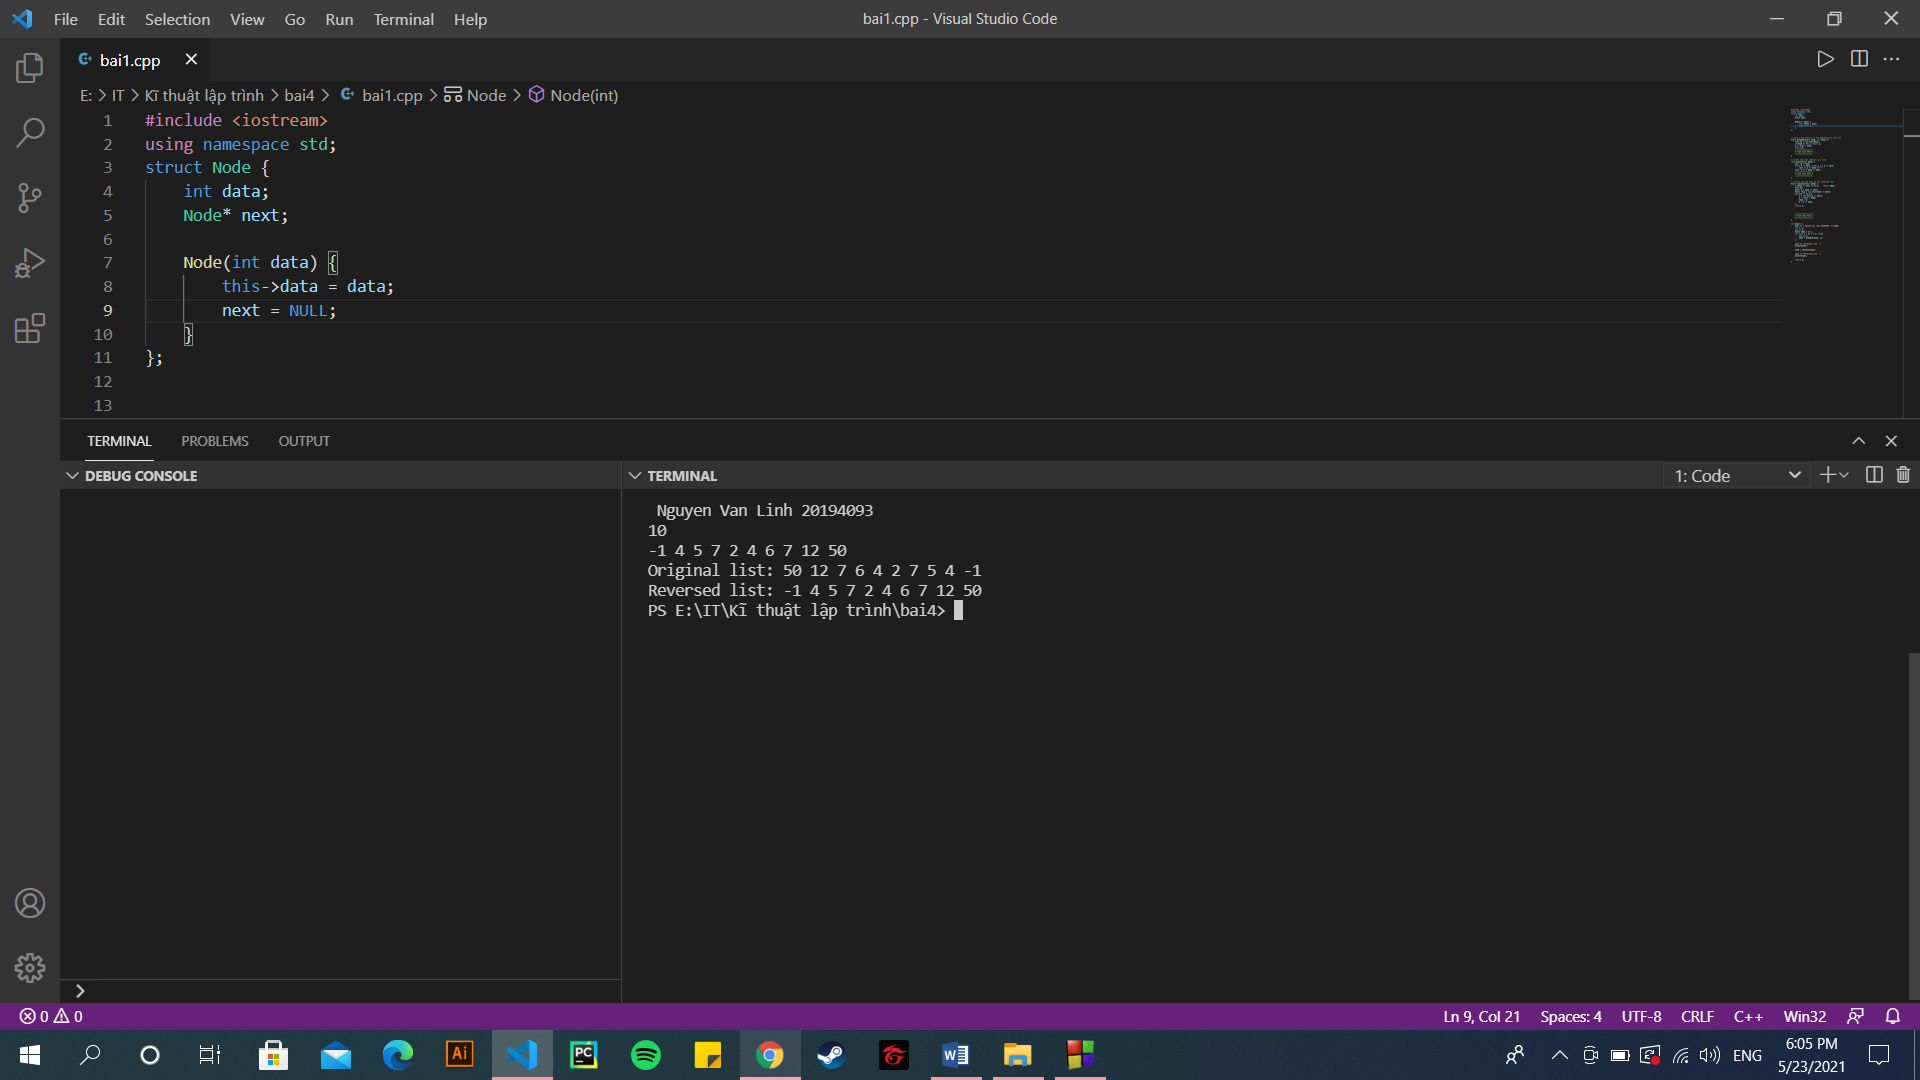 File Edit Selection View Go Run Terminal Help
bai1.cpp - Visual Studio Code
bai1.cpp
E: > IT > Kĩ thuật lập trình > bai4 > bai1.cpp > Node > Node(int)
1 #include <iostream>
2 using namespace std;
3 struct Node {
4 int data;
5 Node* next;
6
7 Node(int data) {
8 this->data = data;
9 next = NULL;
10 }
11 };
12
13
TERMINAL PROBLEMS OUTPUT
DEBUG CONSOLE
TERMINAL
1: Code
Nguyen Van Linh 20194093
10
-1 4 5 7 2 4 6 7 12 50
Original list: 50 12 7 6 4 2 7 5 4 -1
Reversed list: -1 4 5 7 2 4 6 7 12 50
PS E:\IT\Kĩ thuật lập trình\bai4>
0 0
Ln 9, Col 21 Spaces: 4 UTF-8 CRLF C++ Win32
Ai
PC
W
ENG
6:05 PM
5/23/2021